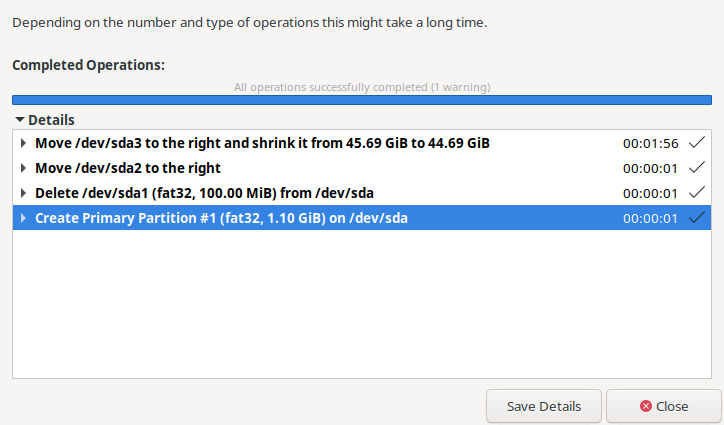 Depending on the number and type of operations this might take a long time.
Completed Operations:
All operations successfully completed (1 warning)
Details
Move /dev/sda3 to the right and shrink it from 45.69 GiB to 44.69 GiB 00:01:56
Move /dev/sda2 to the right 00:00:01
Delete /dev/sda1 (fat32, 100.00 MiB) from /dev/sda 00:00:01
Create Primary Partition #1 (fat32, 1.10 GiB) on /dev/sda 00:00:01
Save Details Close